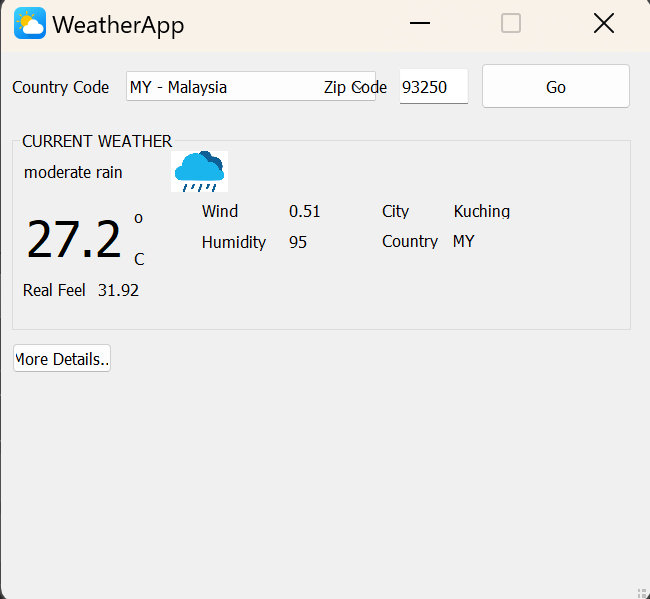 WeatherApp
Country Code MY - Malaysia Zip Code 93250 Go
CURRENT WEATHER
moderate rain
Wind 0.51 City Kuching
27.2 o C
Humidity 95 Country MY
Real Feel 31.92
More Details..